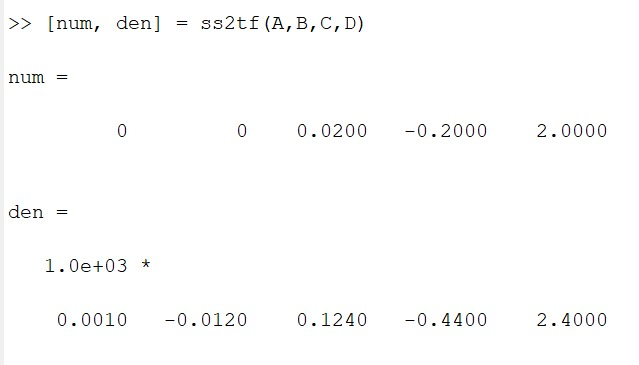 >> [num, den] = ss2tf(A,B,C,D)
num =
0 0 0.0200 -0.2000 2.0000
den =
1.0e+03 *
0.0010 -0.0120 0.1240 -0.4400 2.4000